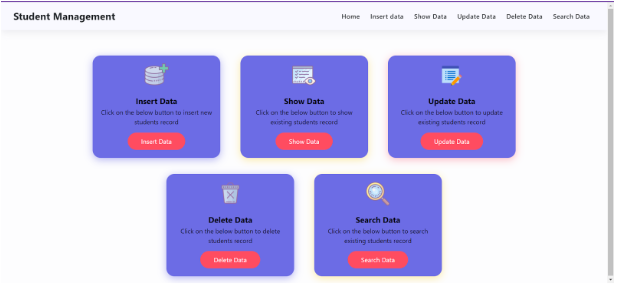 Student Management
Home Insert data Show Data Update Data Delete Data Search Data
Insert Data
Click on the below button to insert new
students record
Insert Data
Show Data
Click on the below button to show
existing students record
Show Data
Update Data
Click on the below button to update
existing students record
Update Data
Delete Data
Click on the below button to delete
students record
Delete Data
Search Data
Click on the below button to search
existing students record
Search Data